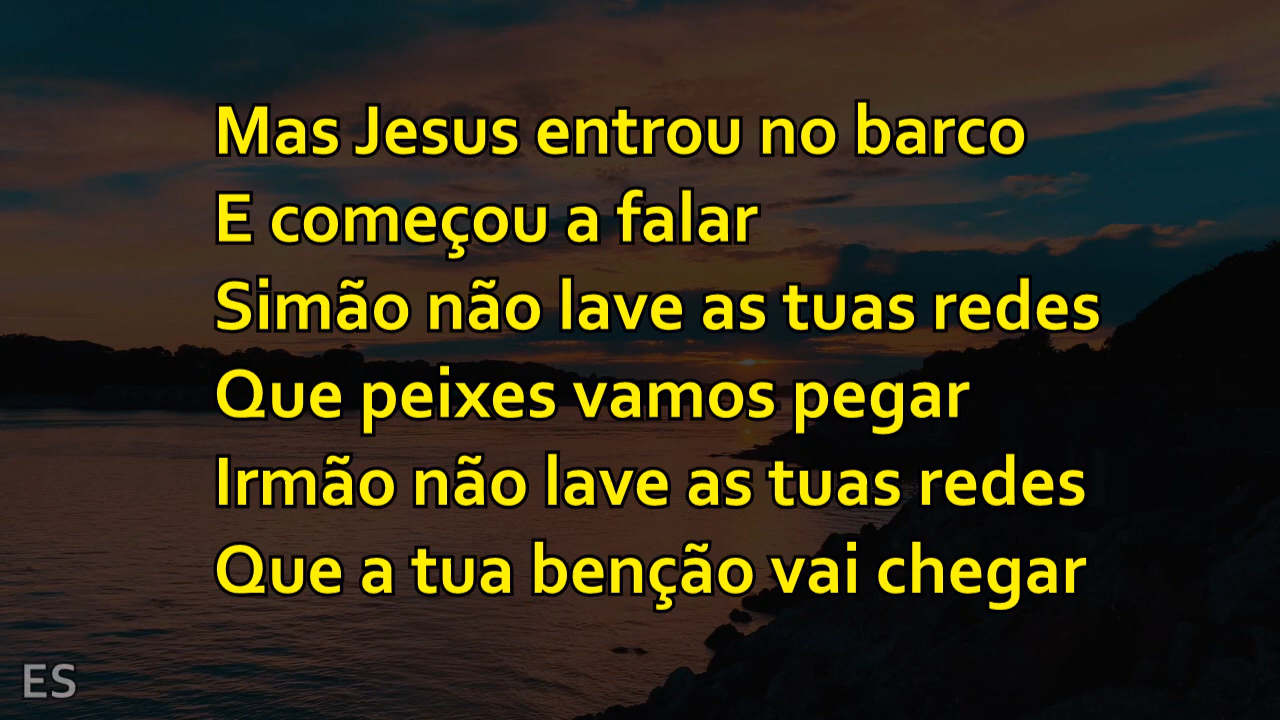 Mas Jesus entrou no barco
E começou a falar
Simão não lave as tuas redes
Que peixes vamos pegar
Irmão não lave as tuas redes
Que a tua benção vai chegar
ES